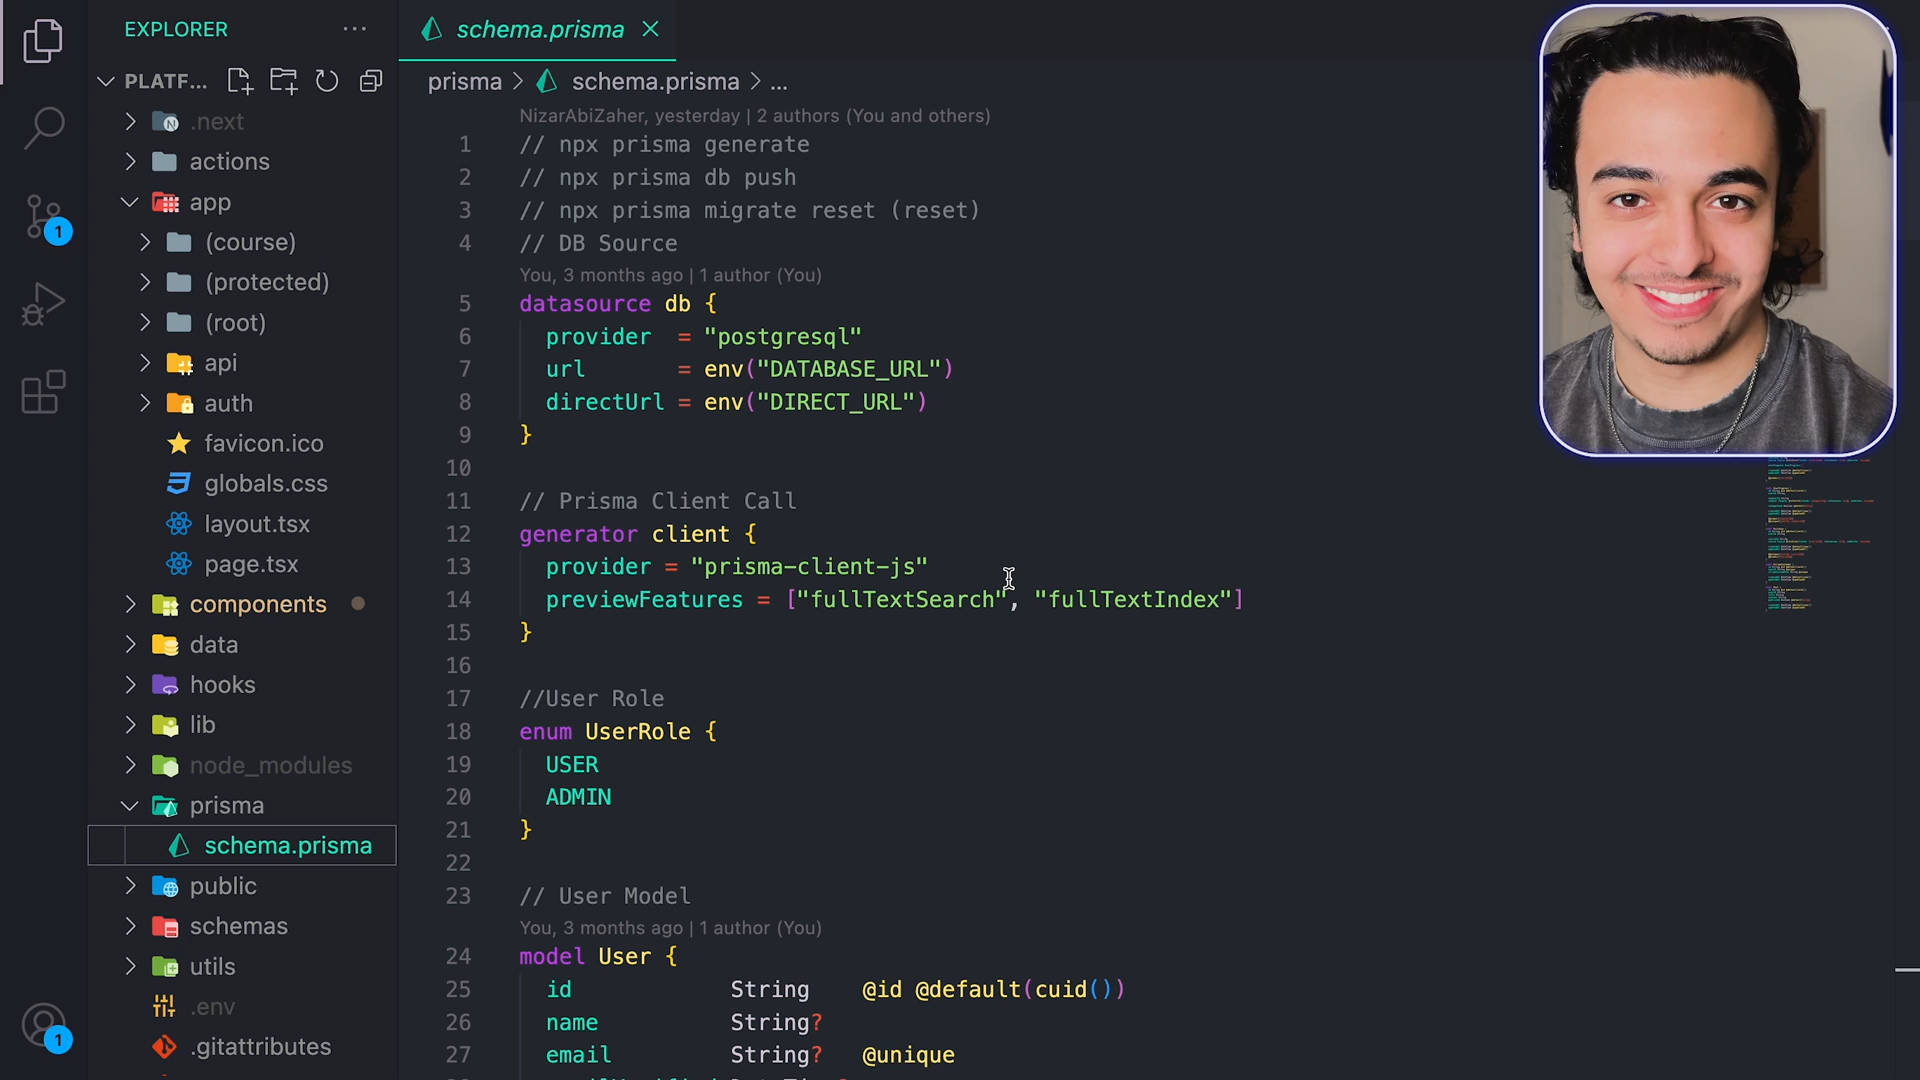 EXPLORER
PLATF...
.next
actions
app
(course)
(protected)
(root)
api
auth
favicon.ico
globals.css
layout.tsx
page.tsx
components
data
hooks
lib
node_modules
prisma
schema.prisma
public
schemas
utils
.env
.gitattributes
1
1
schema.prisma
prisma > schema.prisma > ...
NizarAbiZaher, yesterday | 2 authors (You and others)
1 // npx prisma generate
2 // npx prisma db push
3 // npx prisma migrate reset (reset)
4 // DB Source
You, 3 months ago | 1 author (You)
5 datasource db {
6 provider = "postgresql"
7 url = env("DATABASE_URL")
8 directUrl = env("DIRECT_URL")
9 }
10
11 // Prisma Client Call
12 generator client {
13 provider = "prisma-client-js"
14 previewFeatures = ["fullTextSearch", "fullTextIndex"]
15 }
16
17 //User Role
18 enum UserRole {
19 USER
20 ADMIN
21 }
22
23 // User Model
You, 3 months ago | 1 author (You)
24 model User {
25 id String @id @default(cuid())
26 name String?
27 email String? @unique